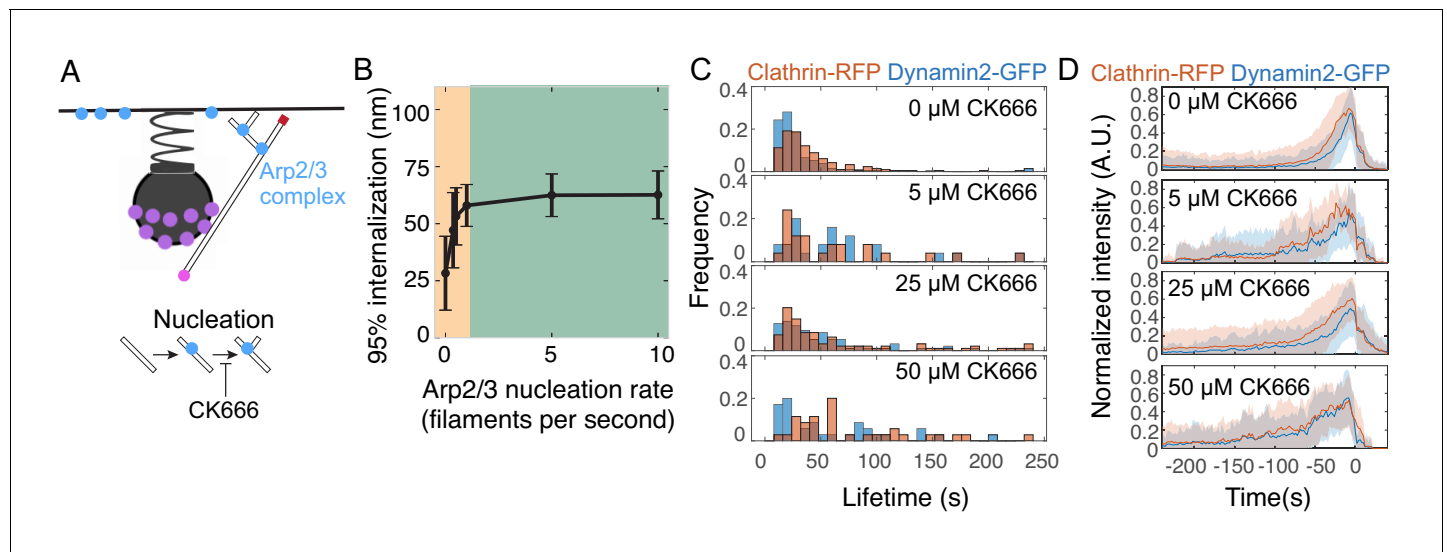 A
Arp2/3
complex
Nucleation
CK666
B
95% internalization (nm)
100
75
50
25
0
0 5 10
Arp2/3 nucleation rate
(filaments per second)
C
Clathrin-RFP Dynamin2-GFP
Frequency
0.4
0.2
0
0 µM CK666
0.4
0.2
0
5 µM CK666
0.4
0.2
0
25 µM CK666
0.4
0.2
0
50 µM CK666
0 50 100 150 200 250
Lifetime (s)
D
Clathrin-RFP Dynamin2-GFP
Normalized intensity (A.U.)
0.8
0.6
0.4
0.2
0
0 µM CK666
0.8
0.6
0.4
0.2
0
5 µM CK666
0.8
0.6
0.4
0.2
0
25 µM CK666
0.8
0.6
0.4
0.2
0
50 µM CK666
-200 -150 -100 -50 0
Time(s)